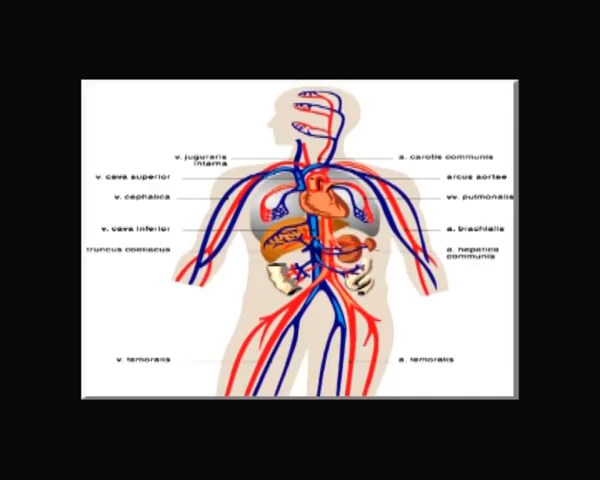 v. jugularis
interna
a. carotis communis
v. cava superior
arcus aortae
v. cephalica
vv. pulmonalis
v. cava inferior
a. brachialis
truncus coeliacus
a. hepatica
communis
v. femoralis
a. femoralis